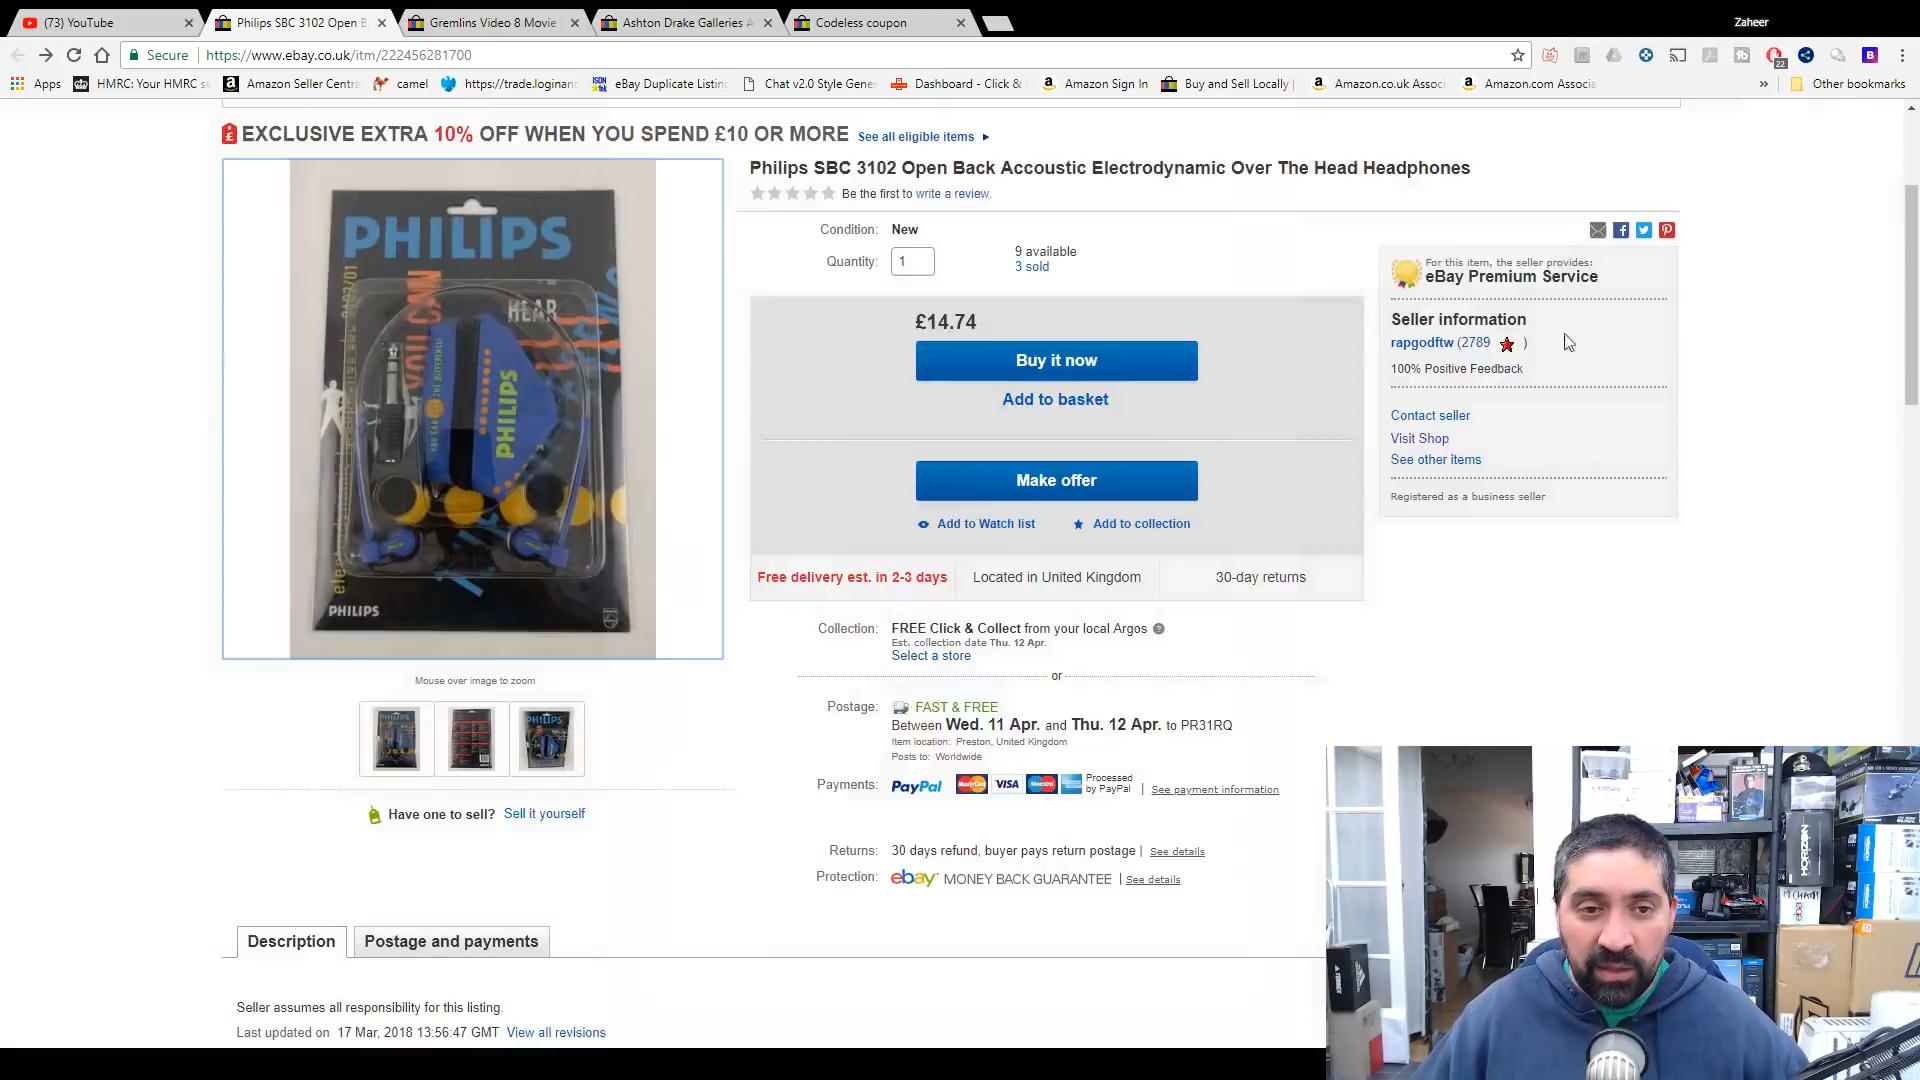 (73) YouTube
Philips SBC 3102 Open B
Gremlins Video 8 Movie
Ashton Drake Galleries A
Codeless coupon
Zaheer
Secure
https://www.ebay.co.uk/itm/222456281700
22
Apps
HMRC: Your HMRC s
Amazon Seller Centra
camel
https://trade.loginan
eBay Duplicate Listing
Chat v2.0 Style Gene
Dashboard - Click &
Amazon Sign In
Buy and Sell Locally
Amazon.co.uk Associ
Amazon.com Associa
»
Other bookmarks
EXCLUSIVE EXTRA 10% OFF WHEN YOU SPEND £10 OR MORE See all eligible items
Philips SBC 3102 Open Back Accoustic Electrodynamic Over The Head Headphones
Be the first to write a review.
Condition: New
Quantity: 1
9 available
3 sold
£14.74
Buy it now
Add to basket
Make offer
Add to Watch list
Add to collection
Free delivery est. in 2-3 days
Located in United Kingdom
30-day returns
For this item, the seller provides:
eBay Premium Service
Seller information
rapgodftw (2789 )
100% Positive Feedback
Contact seller
Visit Shop
See other items
Registered as a business seller
PHILIPS
HEAR
YOU CAN
YOU CAN THE DIFFERENCE!
PHILIPS
PHILIPS
Mouse over image to zoom
Have one to sell? Sell it yourself
Collection: FREE Click & Collect from your local Argos
Est. collection date Thu. 12 Apr.
Select a store
or
Postage: FAST & FREE
Between Wed. 11 Apr. and Thu. 12 Apr. to PR31RQ
Item location: Preston, United Kingdom
Posts to: Worldwide
Payments: PayPal MasterCard VISA Maestro Processed by PayPal | See payment information
Returns: 30 days refund, buyer pays return postage | See details
Protection: ebay MONEY BACK GUARANTEE | See details
Description
Postage and payments
Seller assumes all responsibility for this listing.
Last updated on 17 Mar, 2018 13:56:47 GMT View all revisions
HORIZON
ebay